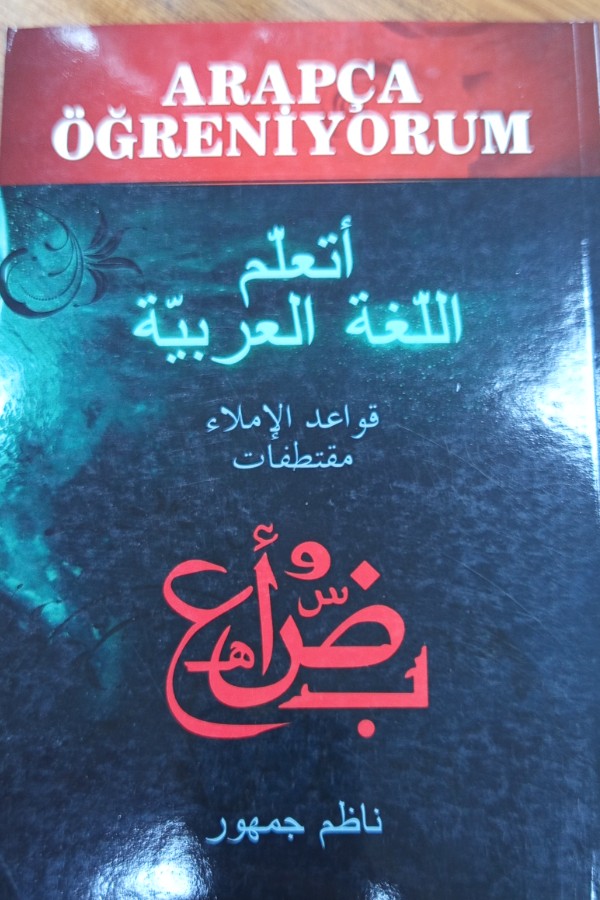 ARAPÇA
ÖĞRENİYORUM
أتعلّم
اللّغة العربيّة
قواعد الإملاء
مقتطفات
ناظم جمهور